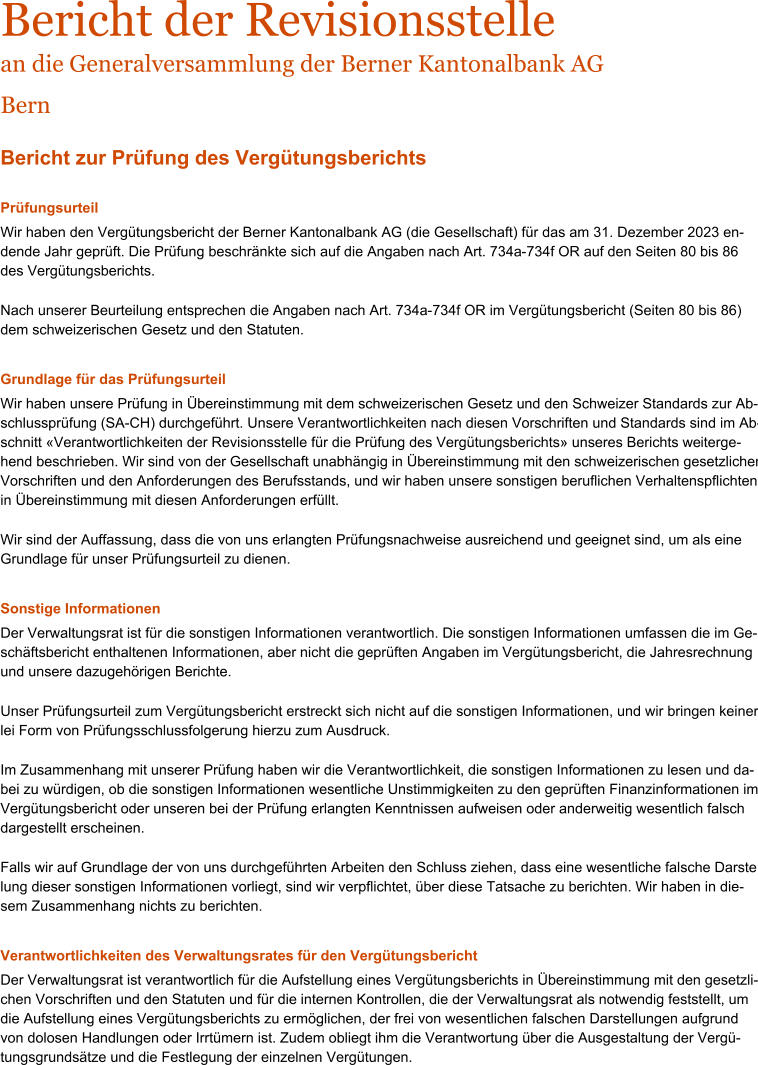 Bericht der Revisionsstelle
an die Generalversammlung der Berner Kantonalbank AG
Bern
Bericht zur Prüfung des Vergütungsberichts
Prüfungsurteil
Wir haben den Vergütungsbericht der Berner Kantonalbank AG (die Gesellschaft) für das am 31. Dezember 2023 en-
dende Jahr geprüft. Die Prüfung beschränkte sich auf die Angaben nach Art. 734a-734f OR auf den Seiten 80 bis 86
des Vergütungsberichts.
Nach unserer Beurteilung entsprechen die Angaben nach Art. 734a-734f OR im Vergütungsbericht (Seiten 80 bis 86)
dem schweizerischen Gesetz und den Statuten.
Grundlage für das Prüfungsurteil
Wir haben unsere Prüfung in Übereinstimmung mit dem schweizerischen Gesetz und den Schweizer Standards zur Ab-
schlussprüfung (SA-CH) durchgeführt. Unsere Verantwortlichkeiten nach diesen Vorschriften und Standards sind im Ab-
schnitt «Verantwortlichkeiten der Revisionsstelle für die Prüfung des Vergütungsberichts» unseres Berichts weiterge-
hend beschrieben. Wir sind von der Gesellschaft unabhängig in Übereinstimmung mit den schweizerischen gesetzlichen
Vorschriften und den Anforderungen des Berufsstands, und wir haben unsere sonstigen beruflichen Verhaltenspflichten
in Übereinstimmung mit diesen Anforderungen erfüllt.
Wir sind der Auffassung, dass die von uns erlangten Prüfungsnachweise ausreichend und geeignet sind, um als eine
Grundlage für unser Prüfungsurteil zu dienen.
Sonstige Informationen
Der Verwaltungsrat ist für die sonstigen Informationen verantwortlich. Die sonstigen Informationen umfassen die im Ge-
schäftsbericht enthaltenen Informationen, aber nicht die geprüften Angaben im Vergütungsbericht, die Jahresrechnung
und unsere dazugehörigen Berichte.
Unser Prüfungsurteil zum Vergütungsbericht erstreckt sich nicht auf die sonstigen Informationen, und wir bringen keiner
lei Form von Prüfungsschlussfolgerung hierzu zum Ausdruck.
Im Zusammenhang mit unserer Prüfung haben wir die Verantwortlichkeit, die sonstigen Informationen zu lesen und da-
bei zu würdigen, ob die sonstigen Informationen wesentliche Unstimmigkeiten zu den geprüften Finanzinformationen im
Vergütungsbericht oder unseren bei der Prüfung erlangten Kenntnissen aufweisen oder anderweitig wesentlich falsch
dargestellt erscheinen.
Falls wir auf Grundlage der von uns durchgeführten Arbeiten den Schluss ziehen, dass eine wesentliche falsche Darste
lung dieser sonstigen Informationen vorliegt, sind wir verpflichtet, über diese Tatsache zu berichten. Wir haben in die-
sem Zusammenhang nichts zu berichten.
Verantwortlichkeiten des Verwaltungsrates für den Vergütungsbericht
Der Verwaltungsrat ist verantwortlich für die Aufstellung eines Vergütungsberichts in Übereinstimmung mit den gesetzli-
chen Vorschriften und den Statuten und für die internen Kontrollen, die der Verwaltungsrat als notwendig feststellt, um
die Aufstellung eines Vergütungsberichts zu ermöglichen, der frei von wesentlichen falschen Darstellungen aufgrund
von dolosen Handlungen oder Irrtümern ist. Zudem obliegt ihm die Verantwortung über die Ausgestaltung der Vergü-
tungsgrundsätze und die Festlegung der einzelnen Vergütungen.